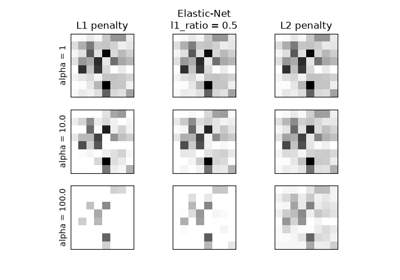 L1 penalty
Elastic-Net
l1_ratio = 0.5
L2 penalty
alpha = 1
alpha = 10.0
alpha = 100.0